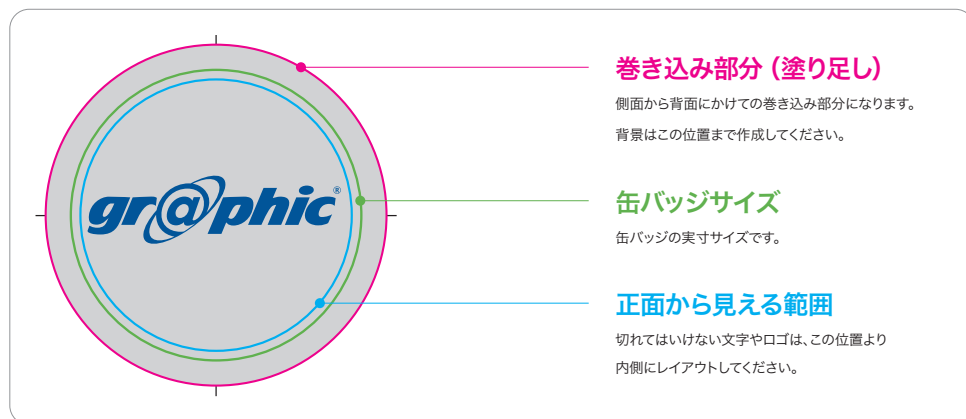 巻き込み部分（塗り足し）
側面から背面にかけての巻き込み部分になります。
背景はこの位置まで作成してください。
gr@phic®
缶バッジサイズ
缶バッジの実寸サイズです。
正面から見える範囲
切れてはいけない文字やロゴは、この位置より
内側にレイアウトしてください。